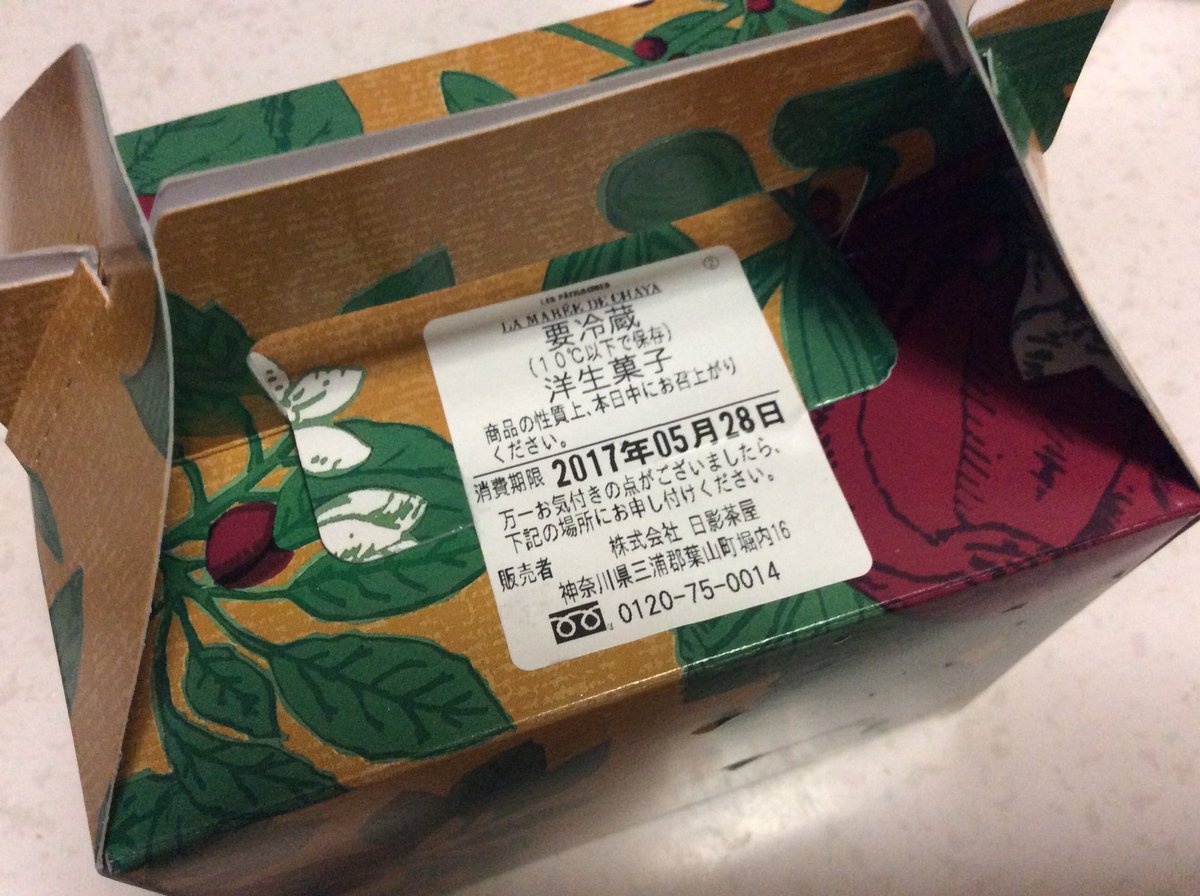 ②
LES PÂTISSERIES
LA MARÉE DE CHAYA
要冷蔵
(10℃以下で保存)
洋生菓子
商品の性質上、本日中にお召上がり
ください。
消費期限 2017年05月28日
万一お気付きの点がございましたら、
下記の場所にお申し付けください。
株式会社 日影茶屋
販売者
神奈川県三浦郡葉山町堀内16
0120-75-0014